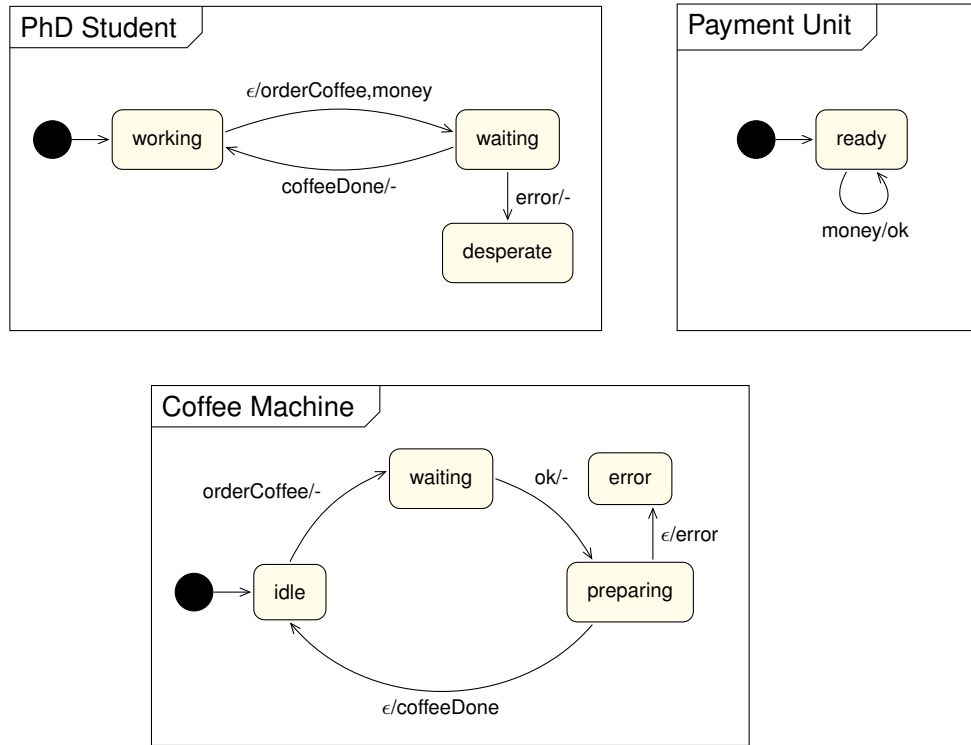 PhD Student
ϵ/orderCoffee,money
working
waiting
coffeeDone/-
error/-
desperate
Payment Unit
ready
money/ok
Coffee Machine
waiting
error
orderCoffee/-
ok/-
ϵ/error
idle
preparing
ϵ/coffeeDone